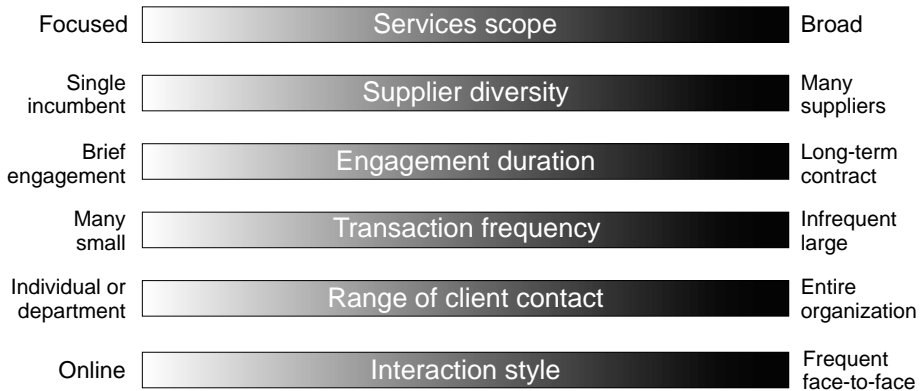 Focused Services scope Broad
Single
incumbent
Supplier diversity
Many
suppliers
Brief
engagement
Engagement duration
Long-term
contract
Many
small
Transaction frequency
Infrequent
large
Individual or
department
Range of client contact
Entire
organization
Online
Interaction style
Frequent
face-to-face